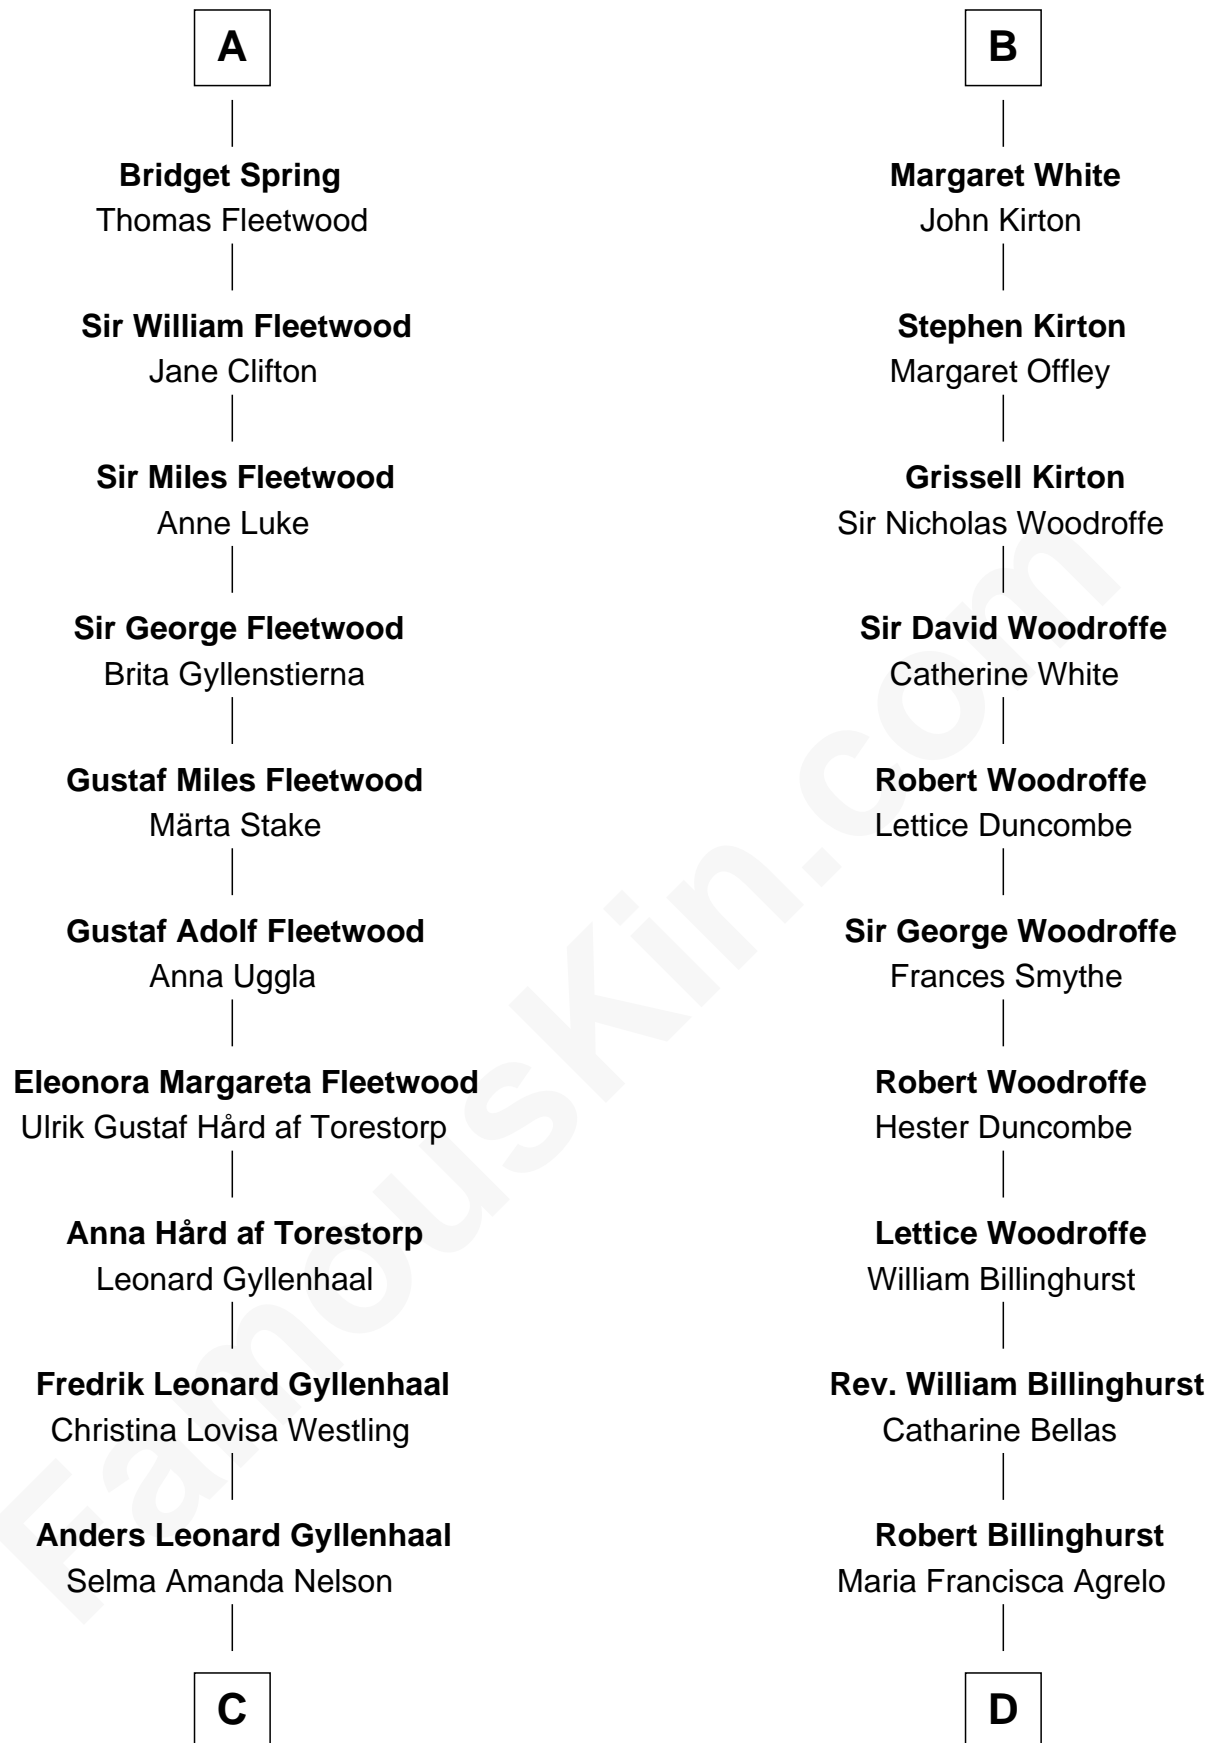 A
Bridget Spring
Thomas Fleetwood
Sir William Fleetwood
Jane Clifton
Sir Miles Fleetwood
Anne Luke
Sir George Fleetwood
Brita Gyllenstierna
Gustaf Miles Fleetwood
Märta Stake
Gustaf Adolf Fleetwood
Anna Uggla
Eleonora Margareta Fleetwood
Ulrik Gustaf Hård af Torestorp
Anna Hård af Torestorp
Leonard Gyllenhaal
Fredrik Leonard Gyllenhaal
Christina Lovisa Westling
Anders Leonard Gyllenhaal
Selma Amanda Nelson
C
B
Margaret White
John Kirton
Stephen Kirton
Margaret Offley
Grissell Kirton
Sir Nicholas Woodroffe
Sir David Woodroffe
Catherine White
Robert Woodroffe
Lettice Duncombe
Sir George Woodroffe
Frances Smythe
Robert Woodroffe
Hester Duncombe
Lettice Woodroffe
William Billinghurst
Rev. William Billinghurst
Catharine Bellas
Robert Billinghurst
Maria Francisca Agrelo
D
FamousKin.com